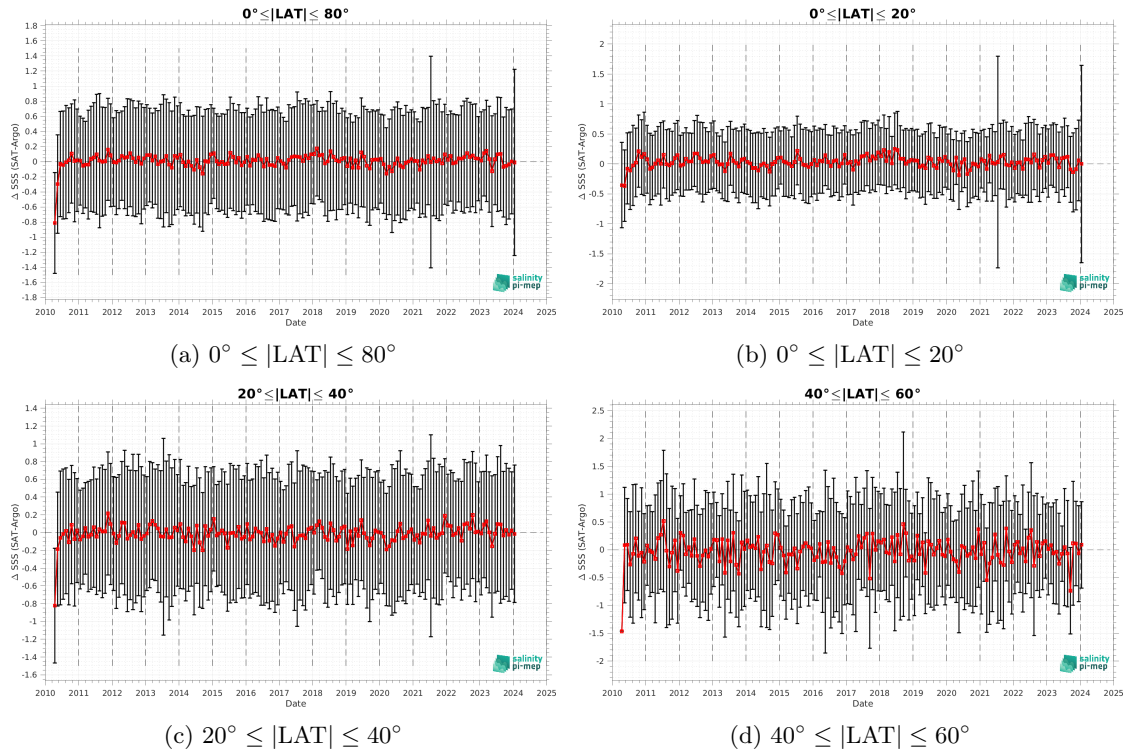 0°≤|LAT|≤ 80°
1.8
1.6
1.4
1.2
1
0.8
0.6
0.4
0.2
0
-0.2
-0.4
-0.6
-0.8
-1
-1.2
-1.4
-1.6
-1.8
Δ SSS (SAT-Argo)
2010 2011 2012 2013 2014 2015 2016 2017 2018 2019 2020 2021 2022 2023 2024 2025
Date
salinity
pi-mep
(a) 0° ≤ |LAT| ≤ 80°
0°≤|LAT|≤ 20°
2
1.5
1
0.5
0
-0.5
-1
-1.5
-2
Δ SSS (SAT-Argo)
2010 2011 2012 2013 2014 2015 2016 2017 2018 2019 2020 2021 2022 2023 2024 2025
Date
salinity
pi-mep
(b) 0° ≤ |LAT| ≤ 20°
20°≤|LAT|≤ 40°
1.4
1.2
1
0.8
0.6
0.4
0.2
0
-0.2
-0.4
-0.6
-0.8
-1
-1.2
-1.4
-1.6
Δ SSS (SAT-Argo)
2010 2011 2012 2013 2014 2015 2016 2017 2018 2019 2020 2021 2022 2023 2024 2025
Date
salinity
pi-mep
(c) 20° ≤ |LAT| ≤ 40°
40°≤|LAT|≤ 60°
2.5
2
1.5
1
0.5
0
-0.5
-1
-1.5
-2
Δ SSS (SAT-Argo)
2010 2011 2012 2013 2014 2015 2016 2017 2018 2019 2020 2021 2022 2023 2024 2025
Date
salinity
pi-mep
(d) 40° ≤ |LAT| ≤ 60°